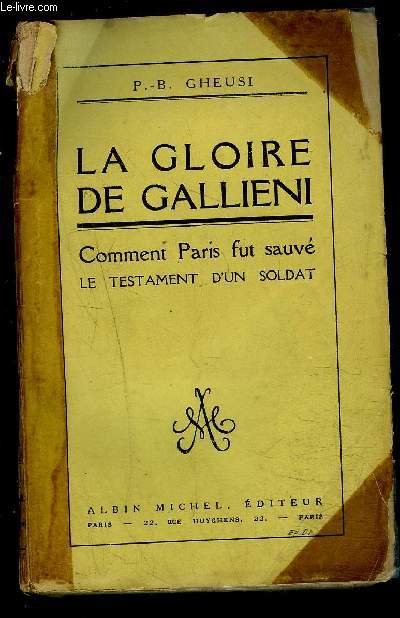 Le-livre.com
P.-B. GHEUSI
LA GLOIRE
DE GALLIENI
Comment Paris fut sauvé
LE TESTAMENT D'UN SOLDAT
AM
ALBIN MICHEL, ÉDITEUR
PARIS — 22, RUE HUYGHENS, 22. — PARIS